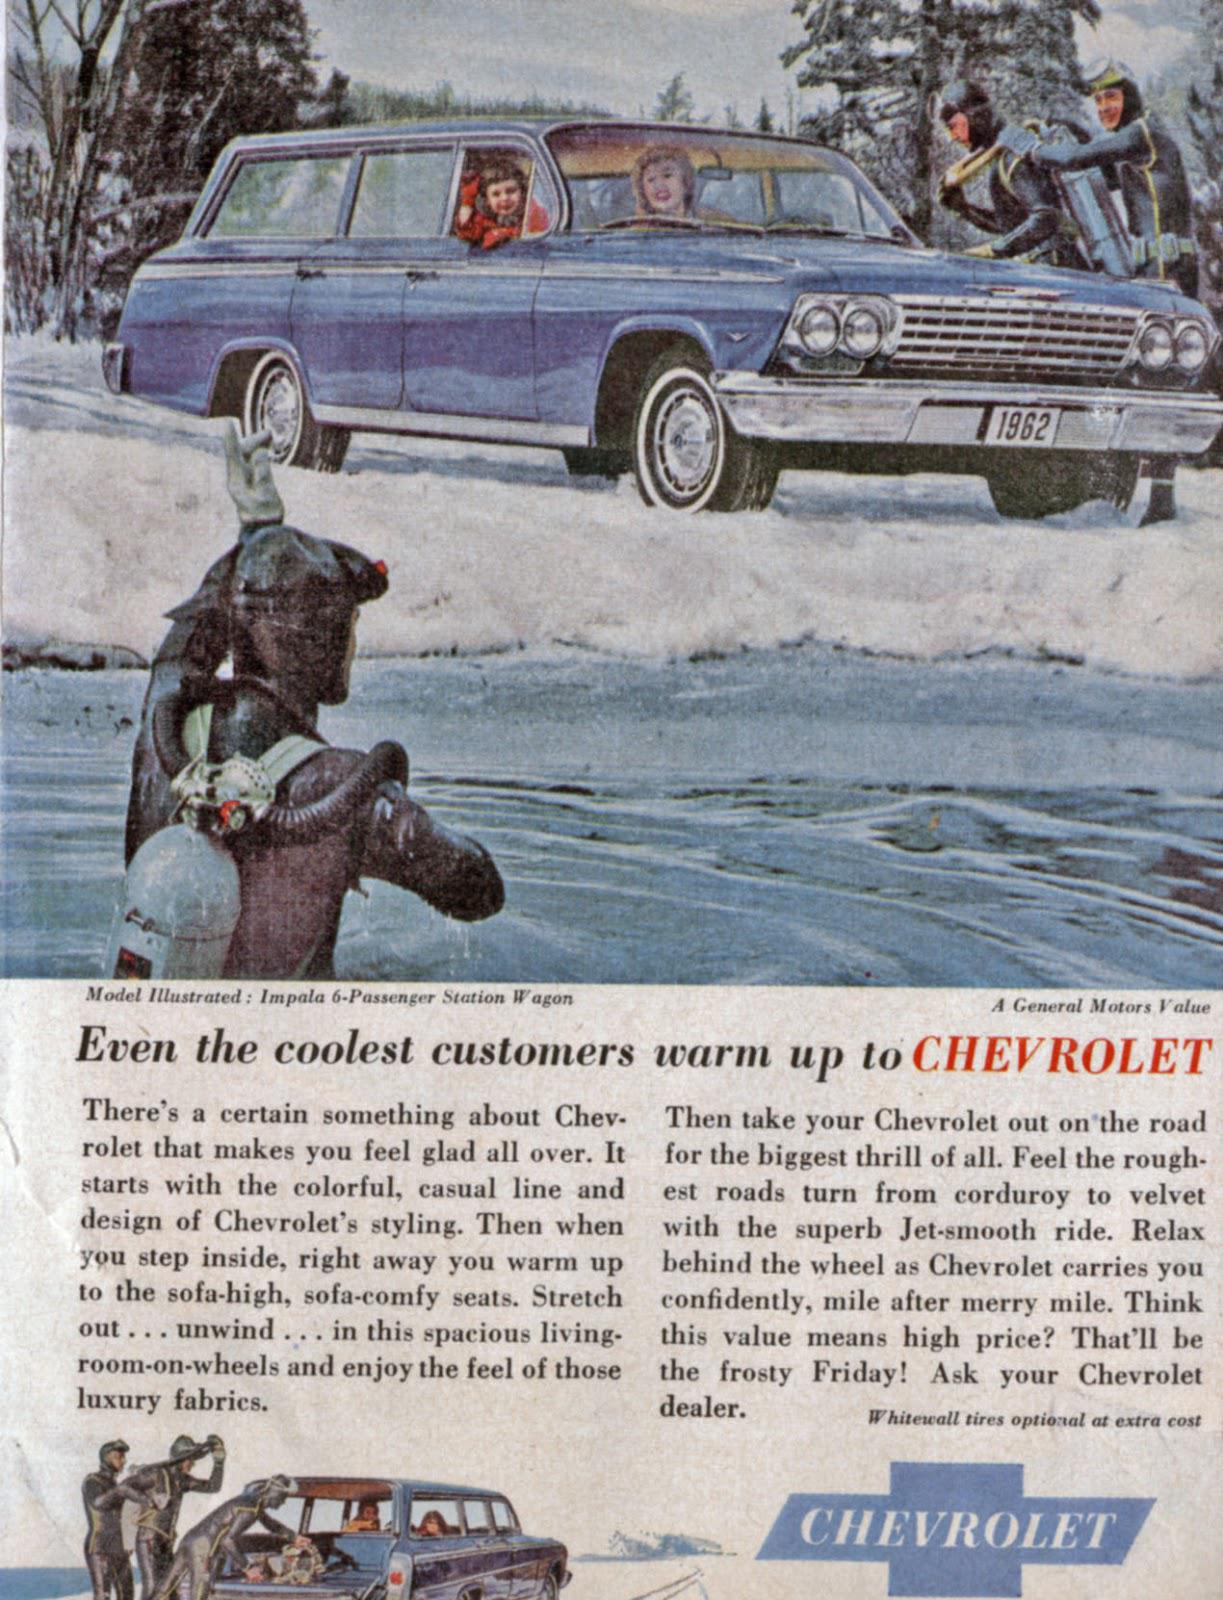 1962
Model Illustrated: Impala 6-Passenger Station Wagon
A General Motors Value
Even the coolest customers warm up to CHEVROLET
There's a certain something about Chev-
rolet that makes you feel glad all over. It
starts with the colorful, casual line and
design of Chevrolet's styling. Then when
you step inside, right away you warm up
to the sofa-high, sofa-comfy seats. Stretch
out . . . unwind . . . in this spacious living-
room-on-wheels and enjoy the feel of those
luxury fabrics.
Then take your Chevrolet out on the road
for the biggest thrill of all. Feel the rough-
est roads turn from corduroy to velvet
with the superb Jet-smooth ride. Relax
behind the wheel as Chevrolet carries you
confidently, mile after merry mile. Think
this value means high price? That'll be
the frosty Friday! Ask your Chevrolet
dealer.
Whitewall tires optional at extra cost
CHEVROLET